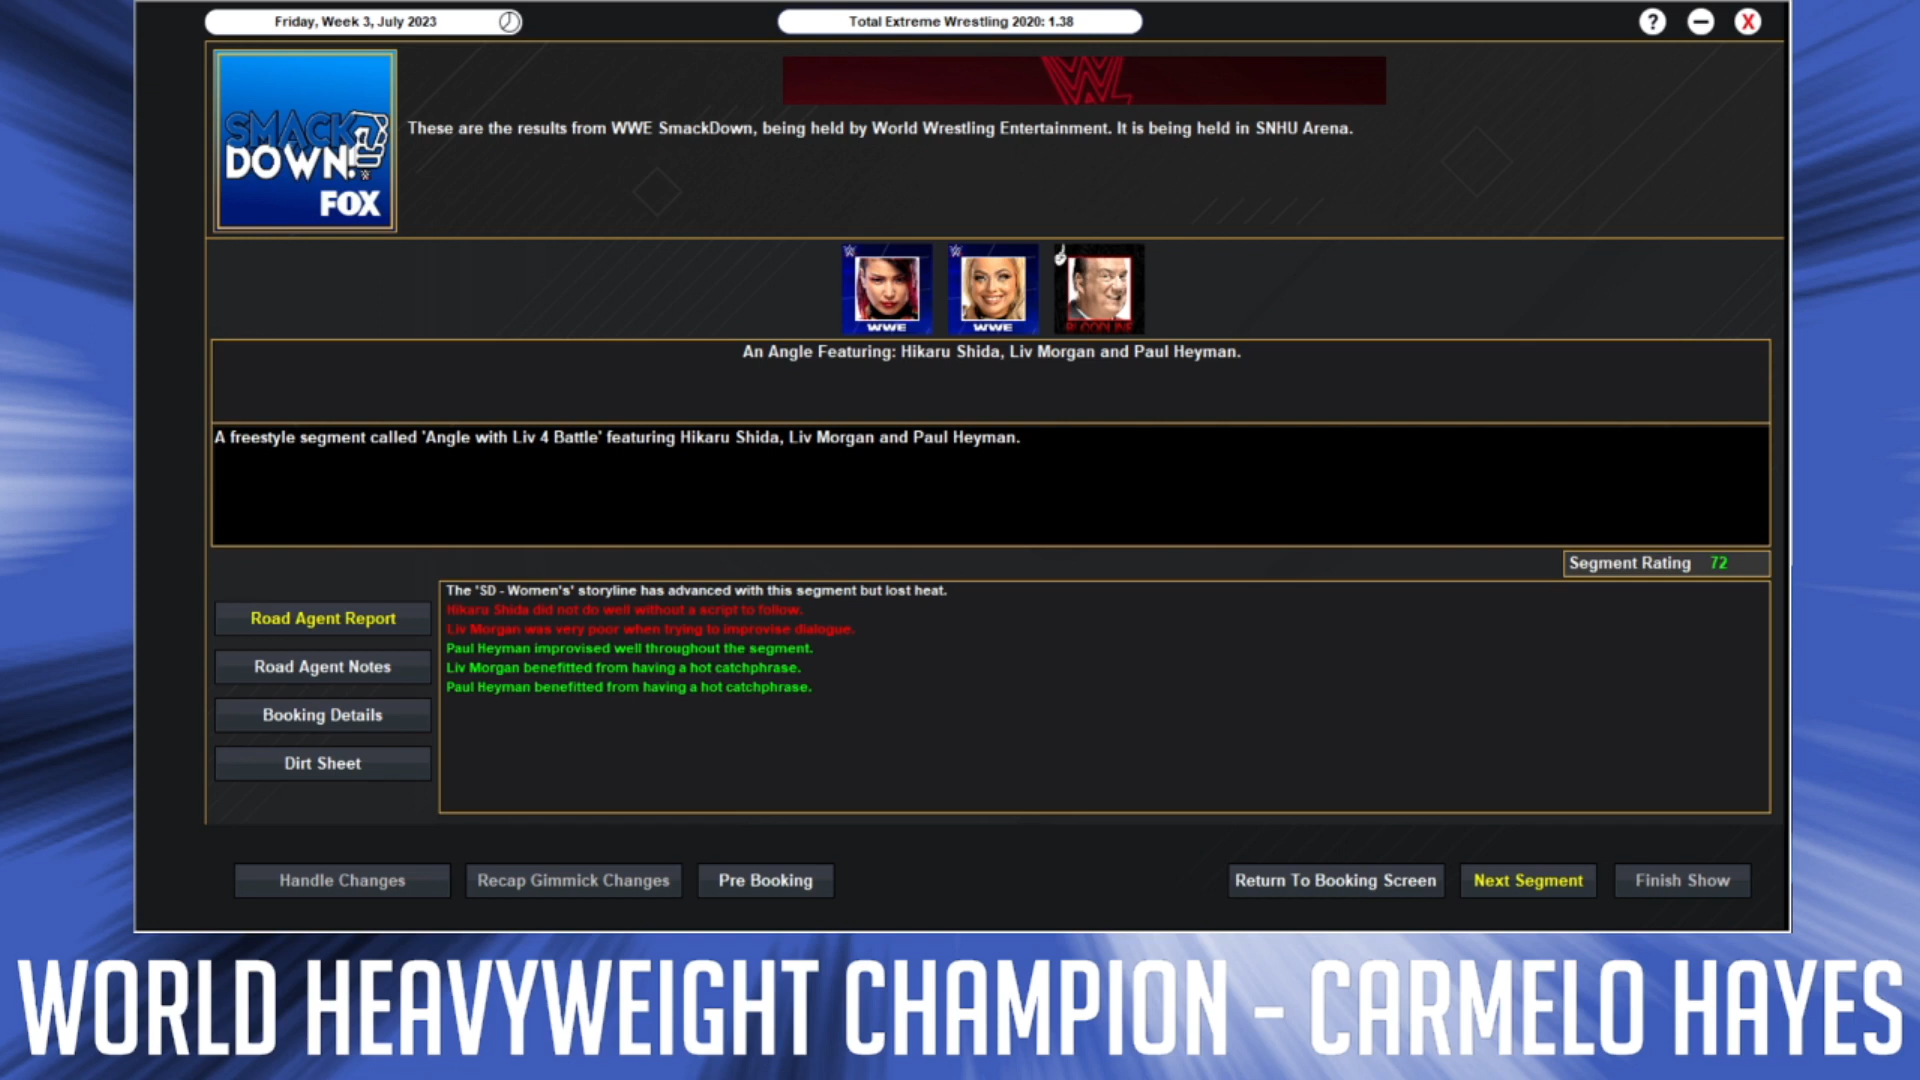 Friday, Week 3, July 2023
Total Extreme Wrestling 2020: 1.38
?
X
SMACK
DOWN!
FOX
These are the results from WWE SmackDown, being held by World Wrestling Entertainment. It is being held in SNHU Arena.
WWE
WWE
BLOODLINE
An Angle Featuring: Hikaru Shida, Liv Morgan and Paul Heyman.
A freestyle segment called 'Angle with Liv 4 Battle' featuring Hikaru Shida, Liv Morgan and Paul Heyman.
Segment Rating 72
The 'SD - Women's' storyline has advanced with this segment but lost heat.
Hikaru Shida did not do well without a script to follow.
Liv Morgan was very poor when trying to improvise dialogue.
Paul Heyman improvised well throughout the segment.
Liv Morgan benefitted from having a hot catchphrase.
Paul Heyman benefitted from having a hot catchphrase.
Road Agent Report
Road Agent Notes
Booking Details
Dirt Sheet
Handle Changes
Recap Gimmick Changes
Pre Booking
Return To Booking Screen
Next Segment
Finish Show
WORLD HEAVYWEIGHT CHAMPION - CARMELO HAYES